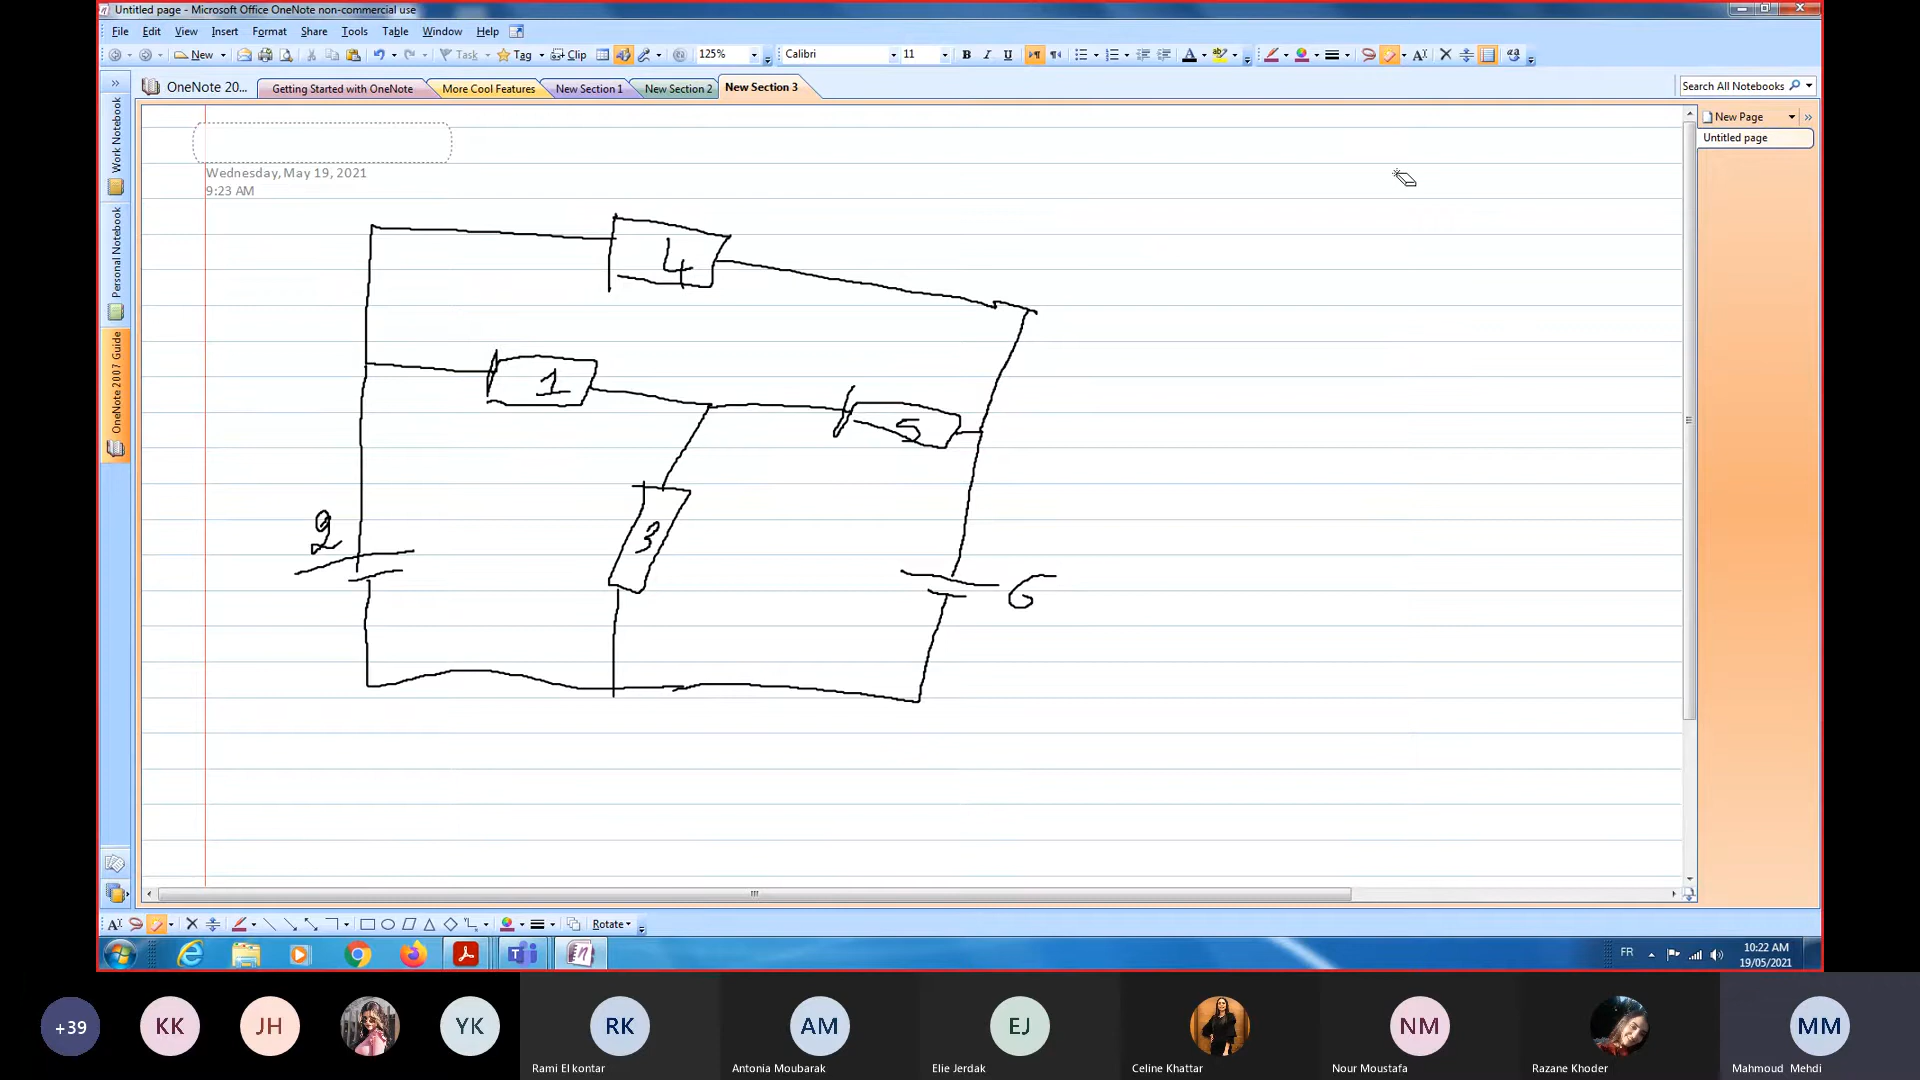 Untitled page - Microsoft Office OneNote non-commercial use
File Edit View Insert Format Share Tools Table Window Help
New Task Tag Clip 125% Calibri 11 B I U A ab A
OneNote 20... Getting Started with OneNote More Cool Features New Section 1 New Section 2 New Section 3 Search All Notebooks
New Page
Untitled page
Work Notebook
Personal Notebook
OneNote 2007 Guide
Wednesday, May 19, 2021
9:23 AM
4
1
5
2
3
6
Rotate
FR 10:22 AM
19/05/2021
+39 KK JH YK RK AM EJ NM MM
Rami El kontar Antonia Moubarak Elie Jerdak Celine Khattar Nour Moustafa Razane Khoder Mahmoud Mehdi